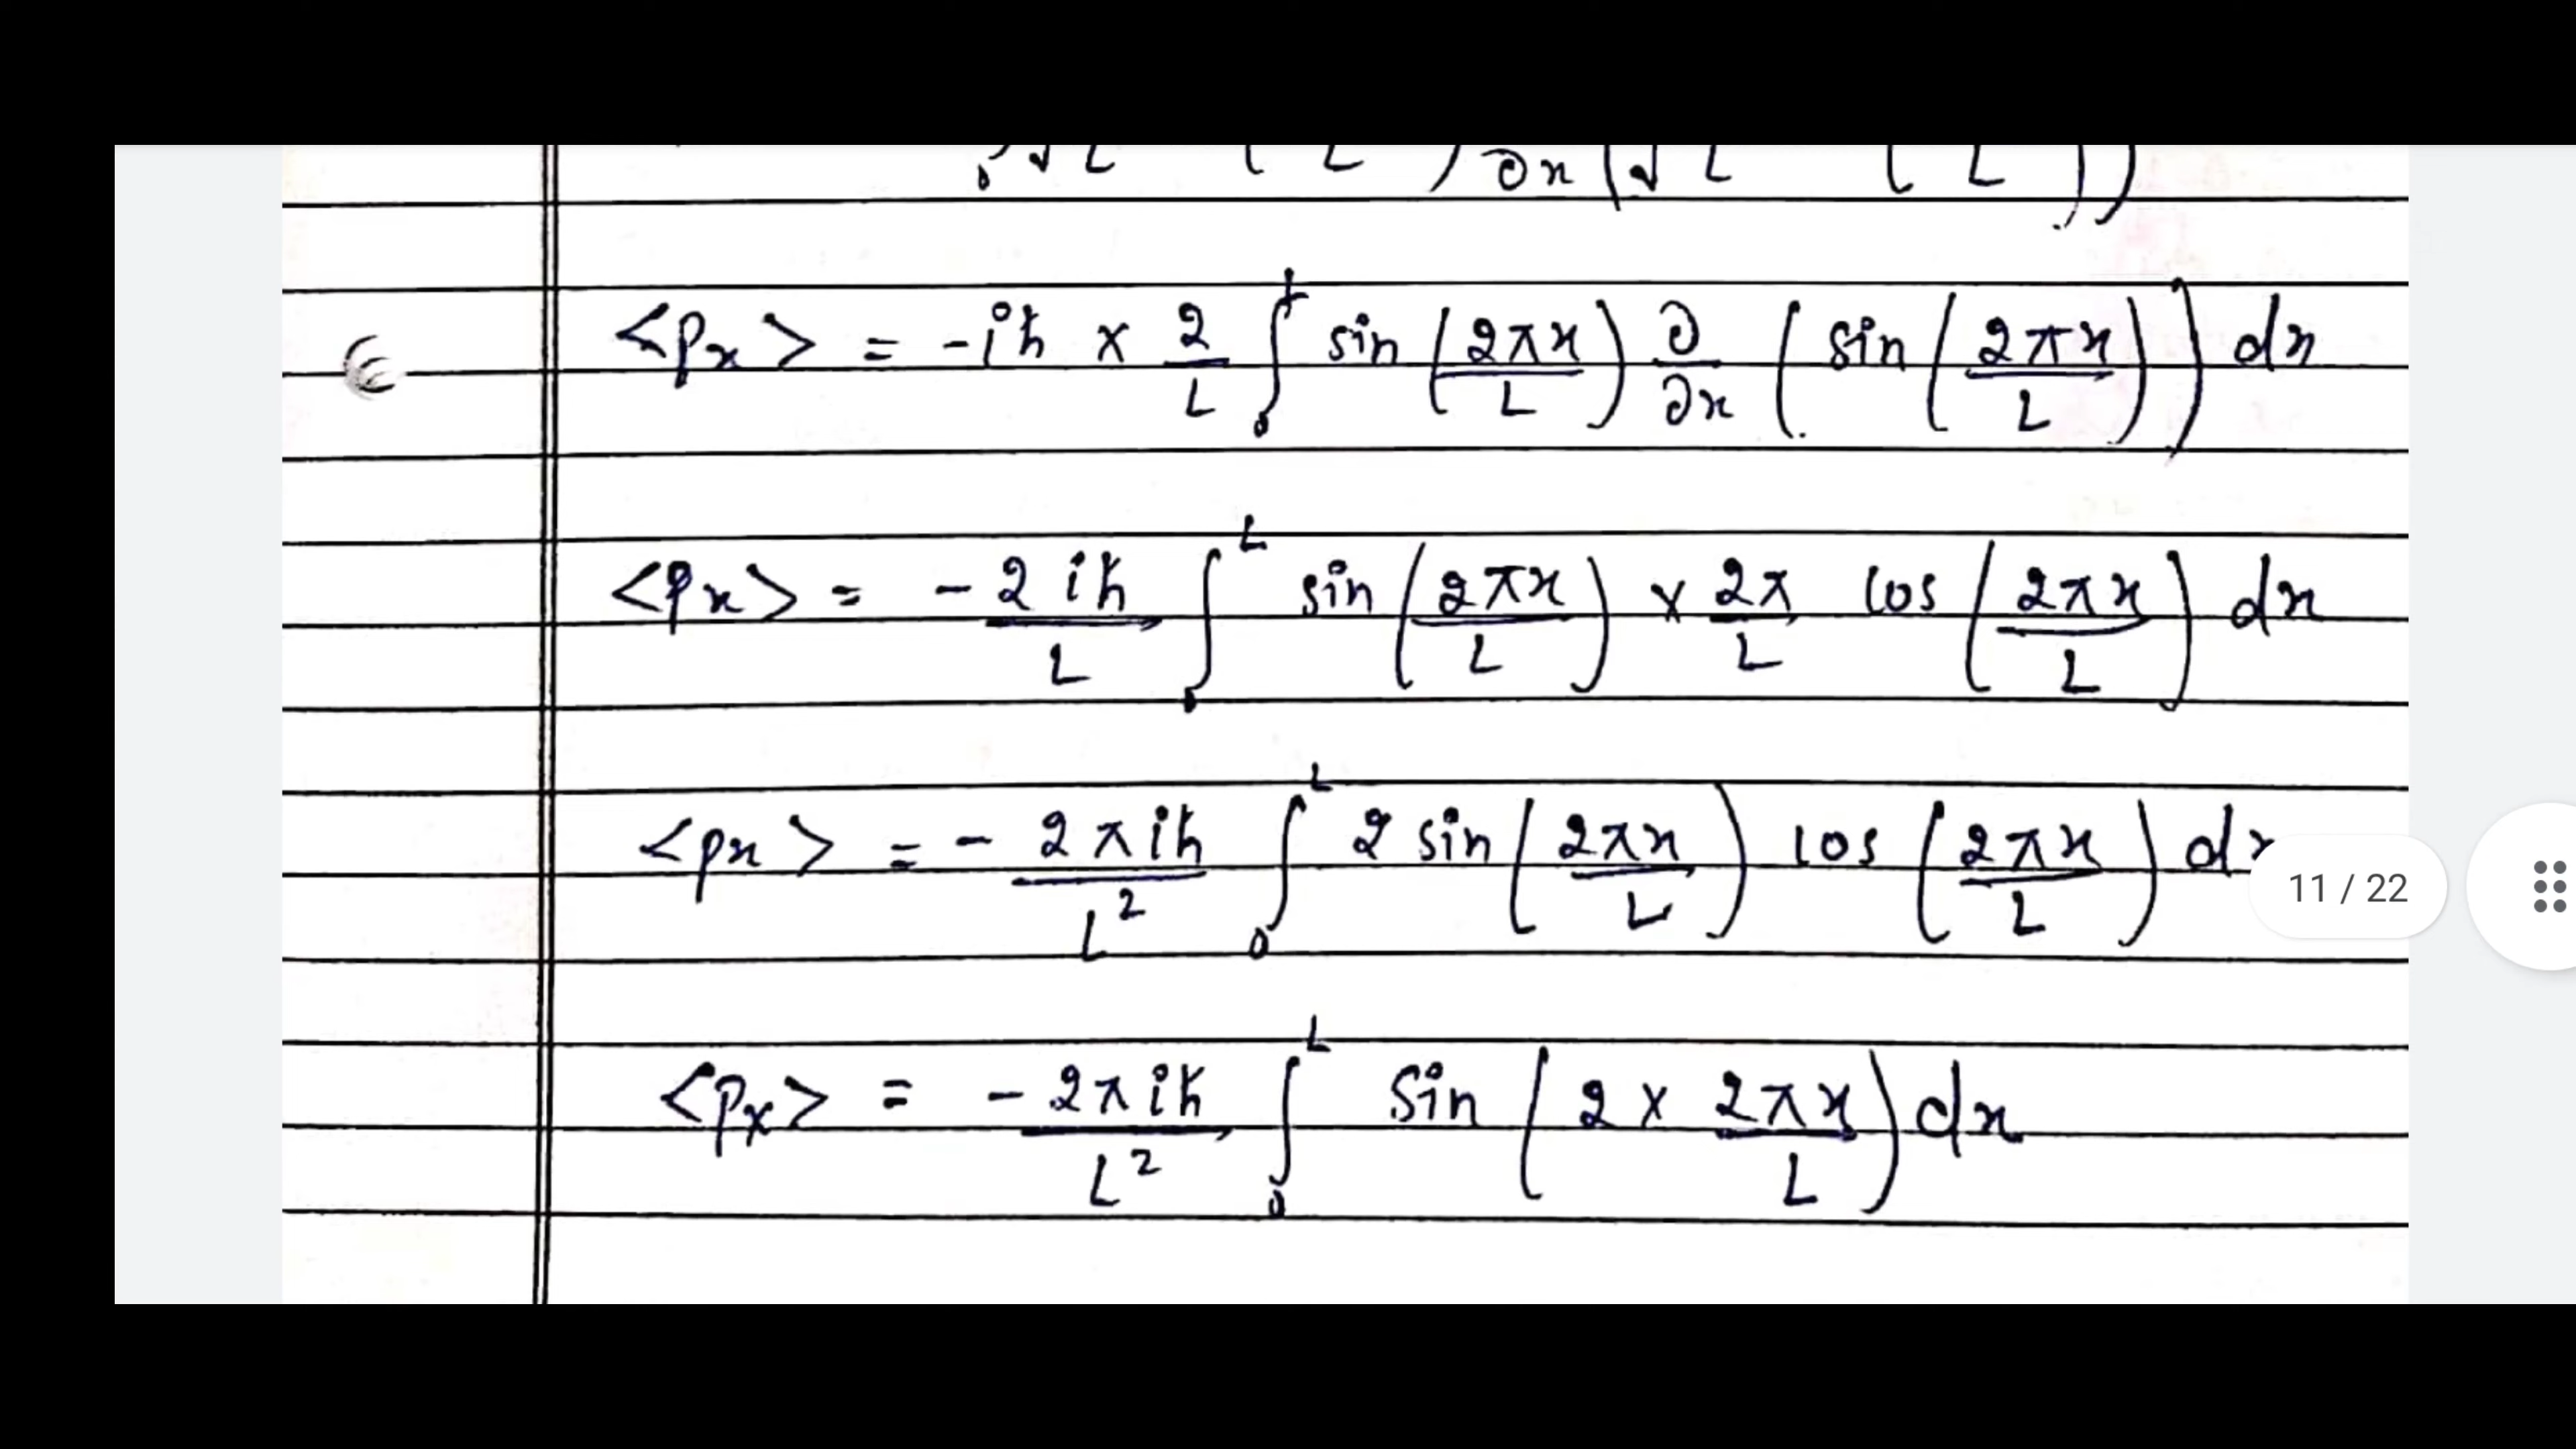 <Px> = -iħ × 2/L ∫₀ᴸ sin(2πx/L) ∂/∂x (sin(2πx/L)) dx
<Px> = -2iħ/L ∫₀ᴸ sin(2πx/L) × 2π/L cos(2πx/L) dx
<Px> = -2πiħ/L² ∫₀ᴸ 2 sin(2πx/L) cos(2πx/L) dx
11 / 22
<Px> = -2πiħ/L² ∫₀ᴸ Sin(2 × 2πx/L) dx